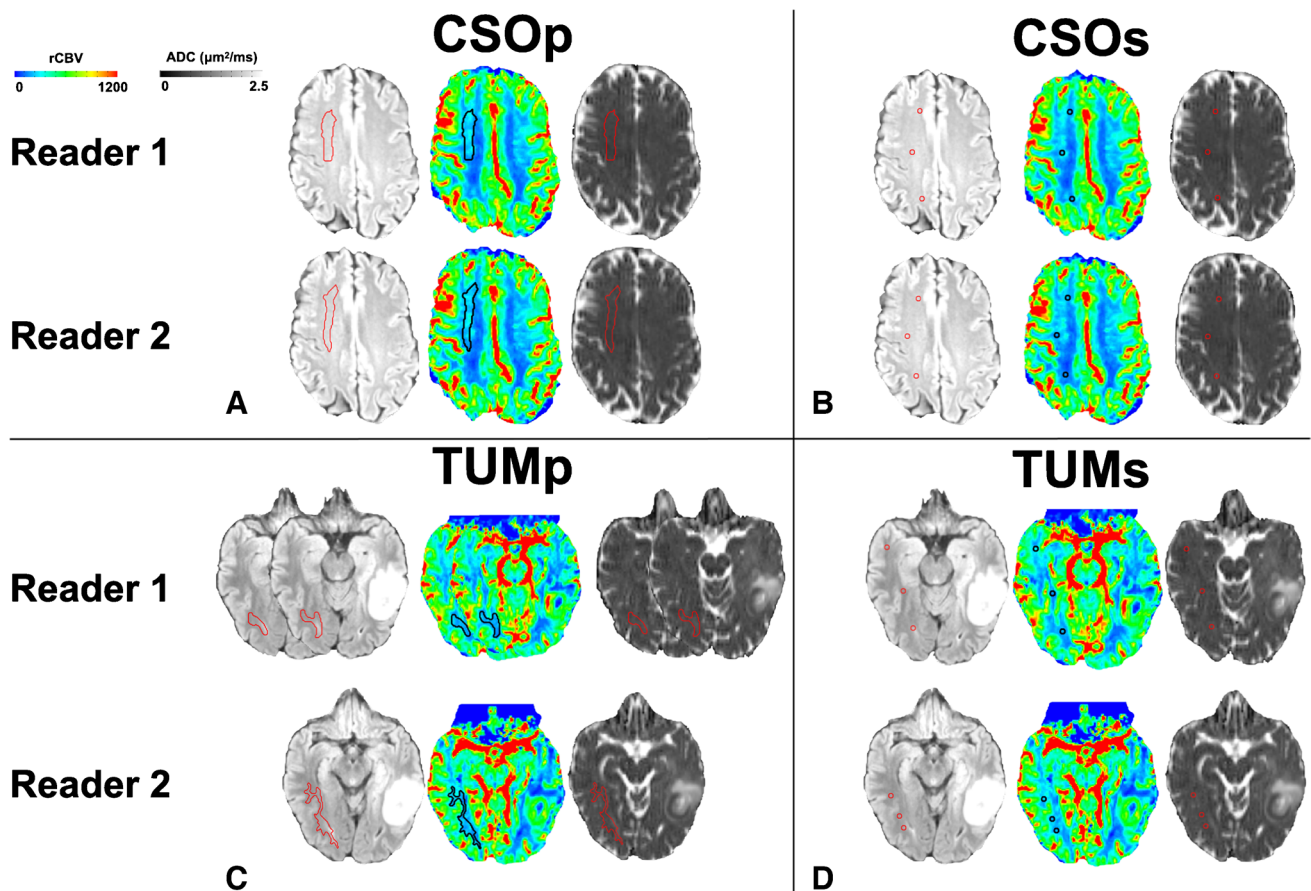 CSOp
CSOs
rCBV
ADC (μm²/ms)
0
1200
0
2.5
Reader 1
Reader 2
A
B
TUMp
TUMs
Reader 1
Reader 2
C
D